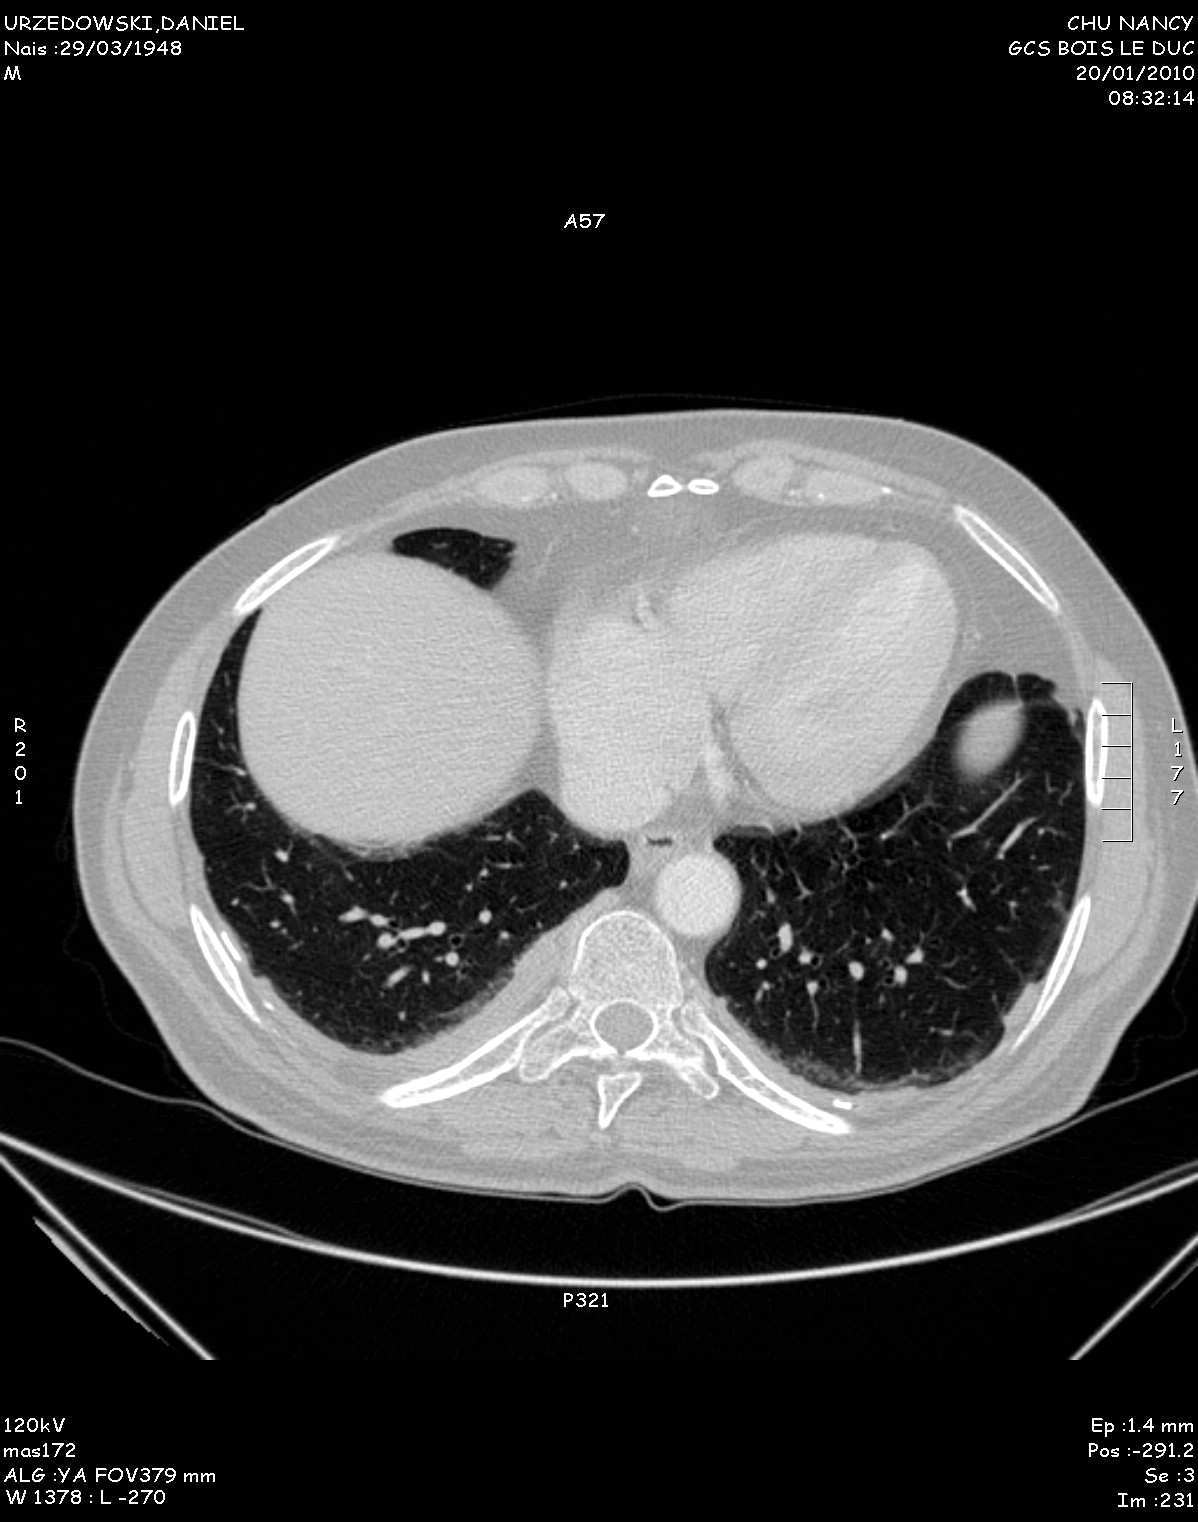 URZEDOWSKI,DANIEL
Nais :29/03/1948
M
CHU NANCY
GCS BOIS LE DUC
20/01/2010
08:32:14
A57
R
2
0
1
L
1
7
7
P321
120kV
mas172
ALG :YA FOV379 mm
W 1378 : L -270
Ep :1.4 mm
Pos :-291.2
Se :3
Im :231